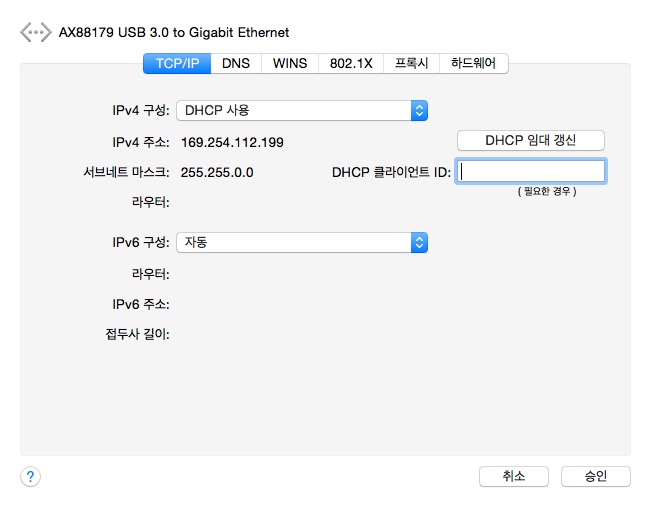 AX88179 USB 3.0 to Gigabit Ethernet
TCP/IP DNS WINS 802.1X 프록시 하드웨어
IPv4 구성: DHCP 사용
IPv4 주소: 169.254.112.199 DHCP 임대 갱신
서브네트 마스크: 255.255.0.0 DHCP 클라이언트 ID:
( 필요한 경우 )
라우터:
IPv6 구성: 자동
라우터:
IPv6 주소:
접두사 길이:
? 취소 승인